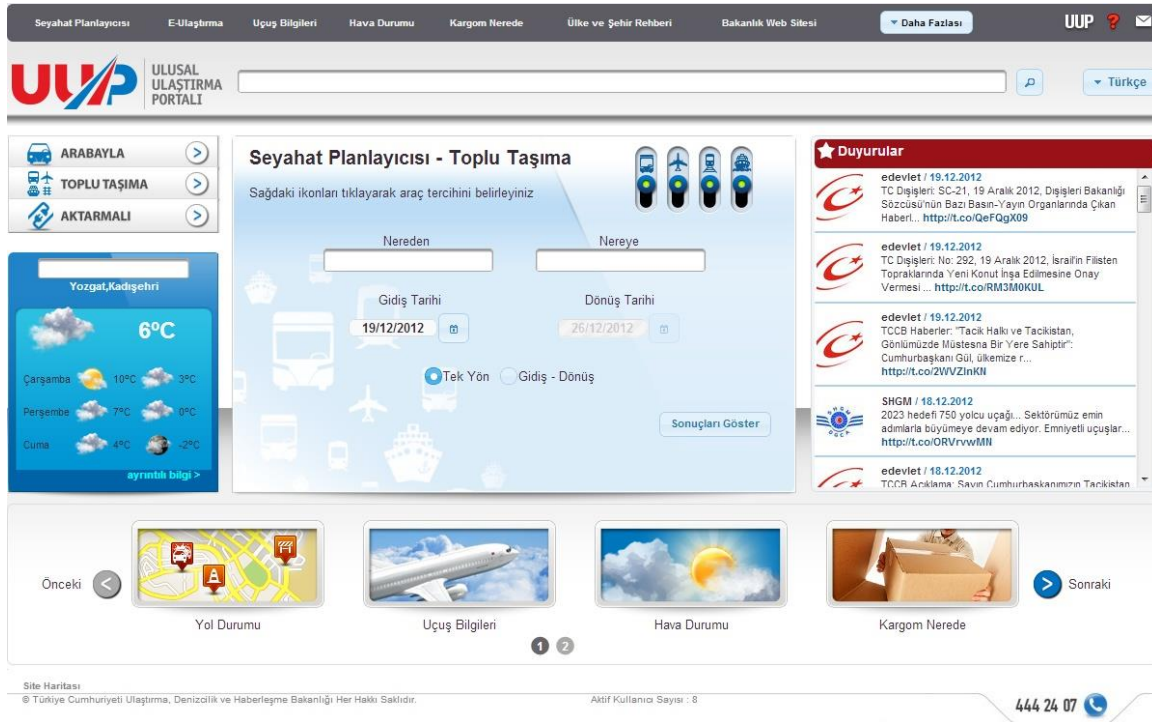 Seyahat Planlayıcısı
E-Ulaştırma
Uçuş Bilgileri
Hava Durumu
Kargom Nerede
Ülke ve Şehir Rehberi
Bakanlık Web Sitesi
Daha Fazlası
UUP ?
UUP
ULUSAL
ULAŞTIRMA
PORTALI
Türkçe
ARABAYLA
TOPLU TAŞIMA
AKTARMALI
Yozgat,Kadışehri
6ºC
Çarşamba 10ºC 3ºC
Perşembe 7ºC 0ºC
Cuma 4ºC -2ºC
ayrıntılı bilgi >
Seyahat Planlayıcısı - Toplu Taşıma
Sağdaki ikonları tıklayarak araç tercihini belirleyiniz
Nereden
Nereye
Gidiş Tarihi
Dönüş Tarihi
19/12/2012
26/12/2012
Tek Yön
Gidiş - Dönüş
Sonuçları Göster
Duyurular
edevlet / 19.12.2012
TC Dışişleri: SC-21, 19 Aralık 2012, Dışişleri Bakanlığı
Sözcüsü'nün Bazı Basın-Yayın Organlarında Çıkan
Haberl... http://t.co/QeFQgX09
edevlet / 19.12.2012
TC Dışişleri: No: 292, 19 Aralık 2012, İsrail'in Filisten
Topraklarında Yeni Konut İnşa Edilmesine Onay
Vermesi ... http://t.co/RM3M0KUL
edevlet / 19.12.2012
TCCB Haberler: "Tacik Halkı ve Tacikistan,
Gönlümüzde Müstesna Bir Yere Sahiptir":
Cumhurbaşkanı Gül, ülkemize r...
http://t.co/2WVZInKN
SHGM
DGCA
SHGM / 18.12.2012
2023 hedefi 750 yolcu uçağı... Sektörümüz emin
adımlarla büyümeye devam ediyor. Emniyetli uçuşlar...
http://t.co/ORVrvwMN
edevlet / 18.12.2012
TCCB Açıklama: Sayın Cumhurbaşkanımızın Tacikistan
Önceki
Sonraki
Yol Durumu
Uçuş Bilgileri
Hava Durumu
Kargom Nerede
1 2
Site Haritası
© Türkiye Cumhuriyeti Ulaştırma, Denizcilik ve Haberleşme Bakanlığı Her Hakkı Saklıdır.
Aktif Kullanıcı Sayısı : 8
444 24 07